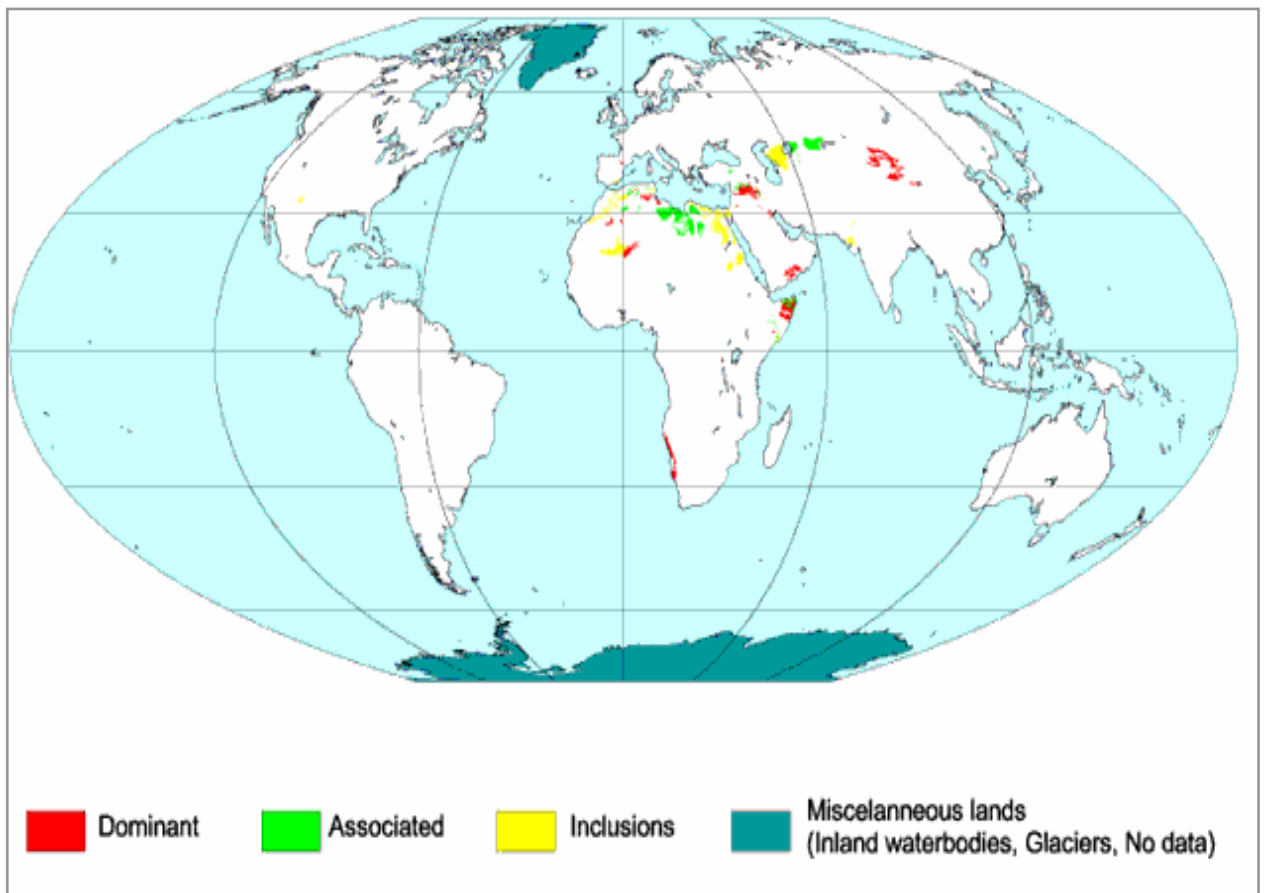 Dominant
Associated
Inclusions
Miscelanneous lands
(Inland waterbodies, Glaciers, No data)